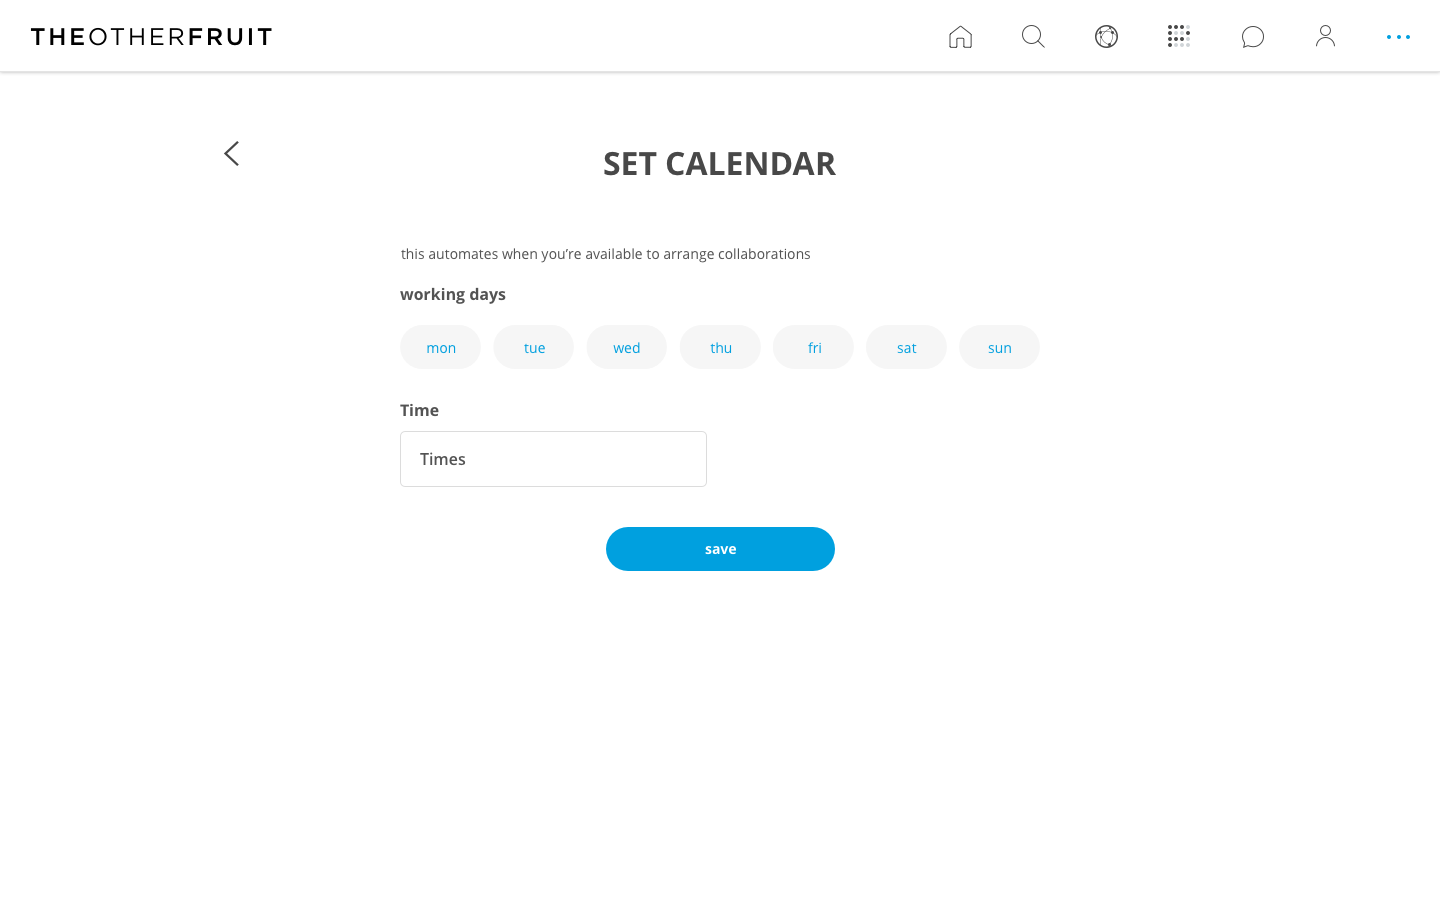 THEOTHERFRUIT
SET CALENDAR
this automates when you’re available to arrange collaborations
working days
mon tue wed thu fri sat sun
Time
Times
save